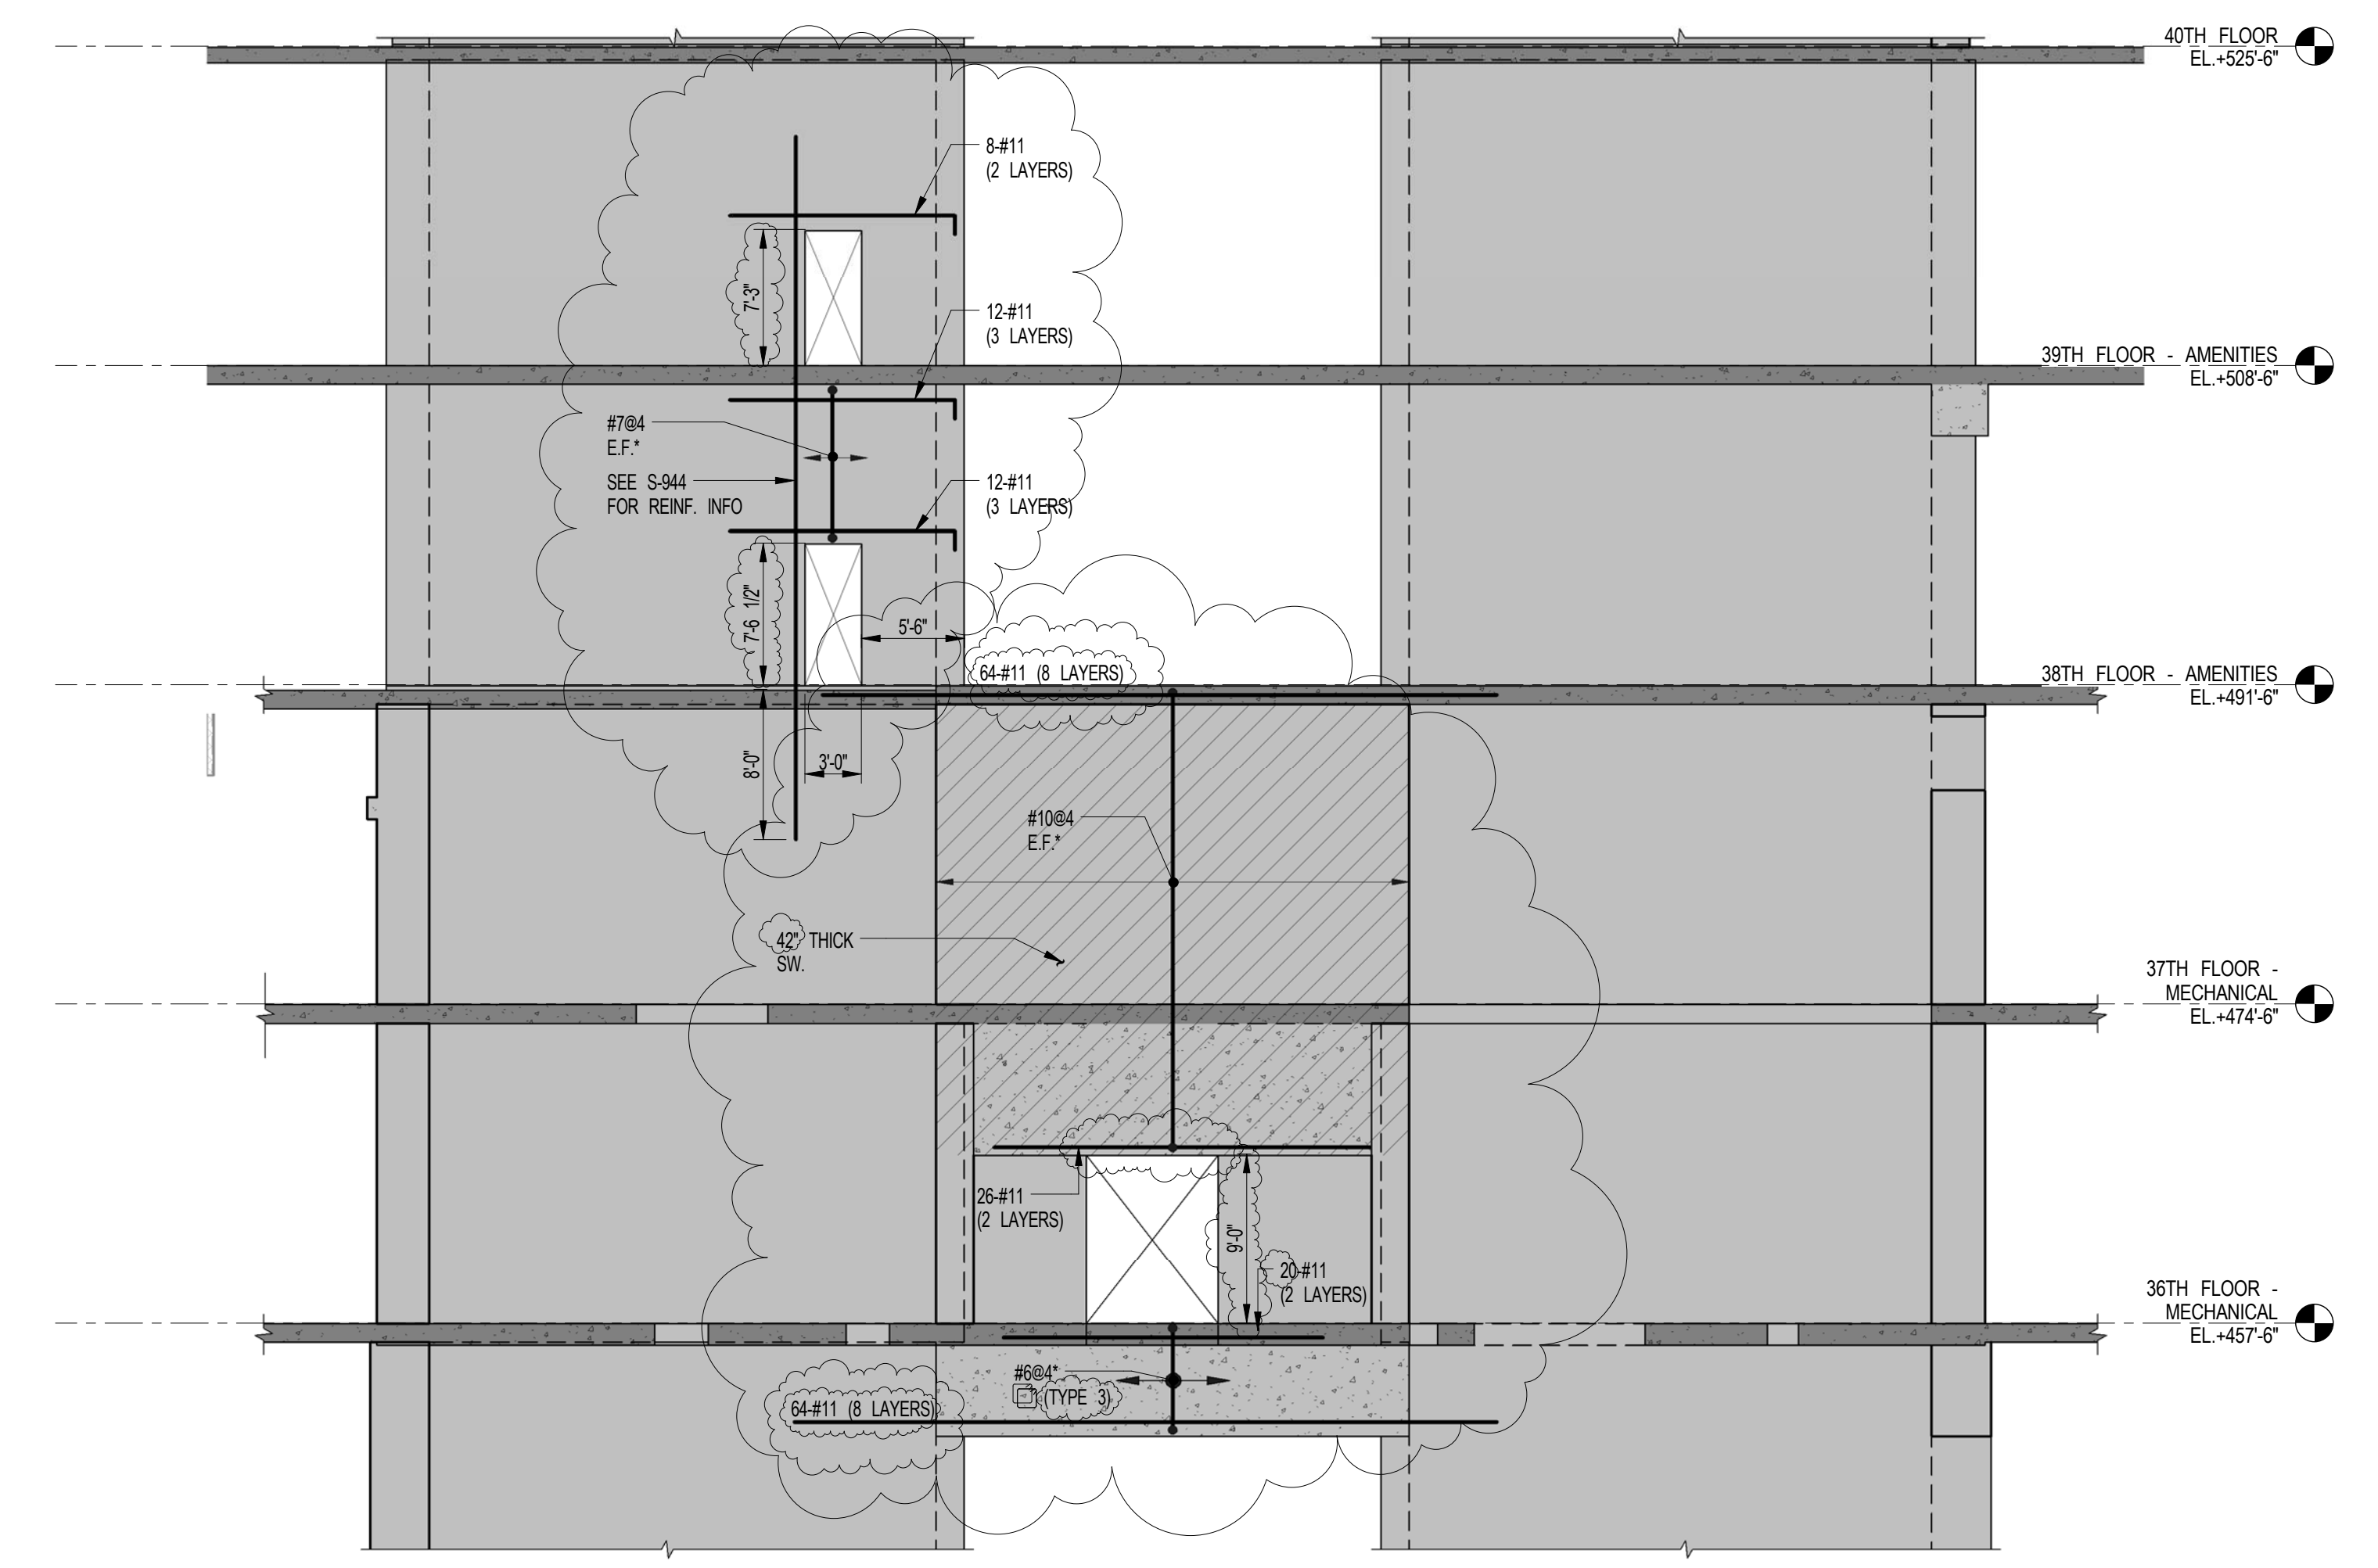 40TH FLOOR
EL.+525'-6"
8-#11
(2 LAYERS)
7'-3"
12-#11
(3 LAYERS)
39TH FLOOR - AMENITIES
EL.+508'-6"
#7@4
E.F.*
SEE S-944
FOR REINF. INFO
12-#11
(3 LAYERS)
7'-6 1/2"
5'-6"
64-#11 (8 LAYERS)
38TH FLOOR - AMENITIES
EL.+491'-6"
8'-0"
3'-0"
#10@4
E.F.*
42" THICK
SW.
37TH FLOOR -
MECHANICAL
EL.+474'-6"
26-#11
(2 LAYERS)
9'-0"
20-#11
(2 LAYERS)
36TH FLOOR -
MECHANICAL
EL.+457'-6"
#6@4*
(TYPE 3)
64-#11 (8 LAYERS)